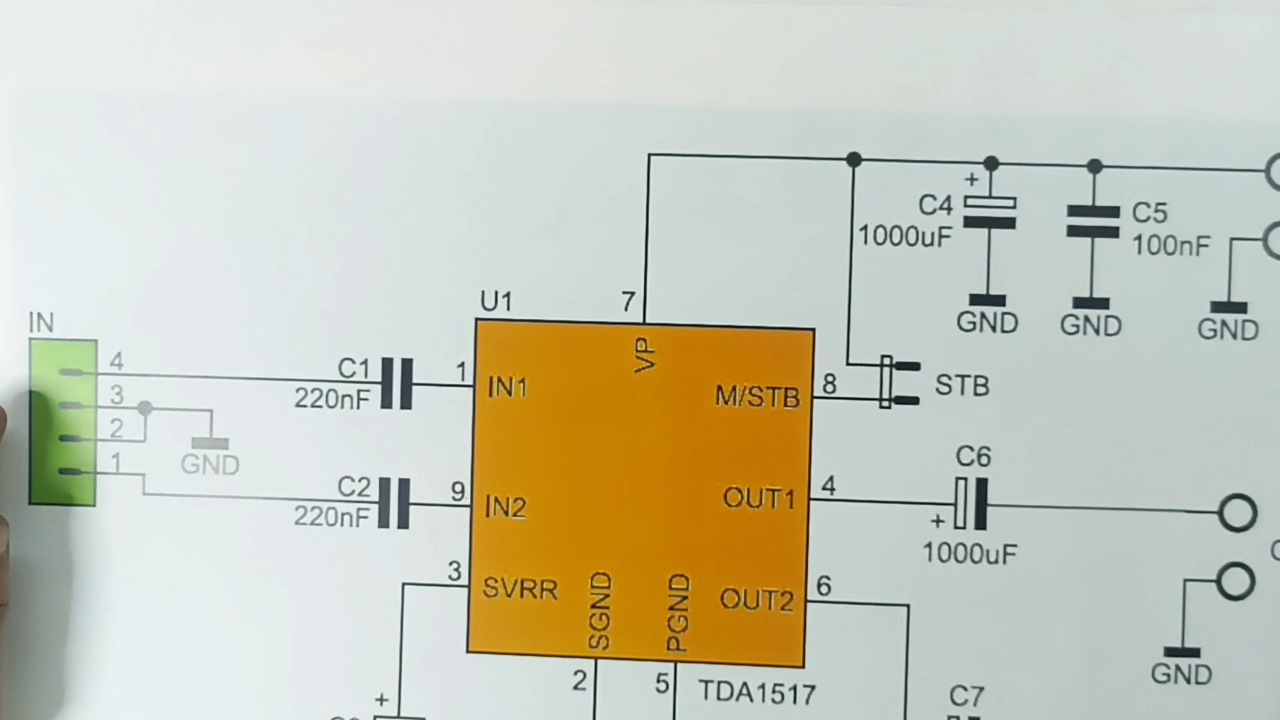 +
C4
1000uF
C5
100nF
GND
GND
GND
U1
7
IN
4
3
2
1
GND
C1
220nF
1
IN1
VP
M/STB
8
STB
C2
220nF
9
IN2
OUT1
4
C6
+
1000uF
3
SVRR
SGND
PGND
OUT2
6
GND
2
5
TDA1517
C7
+